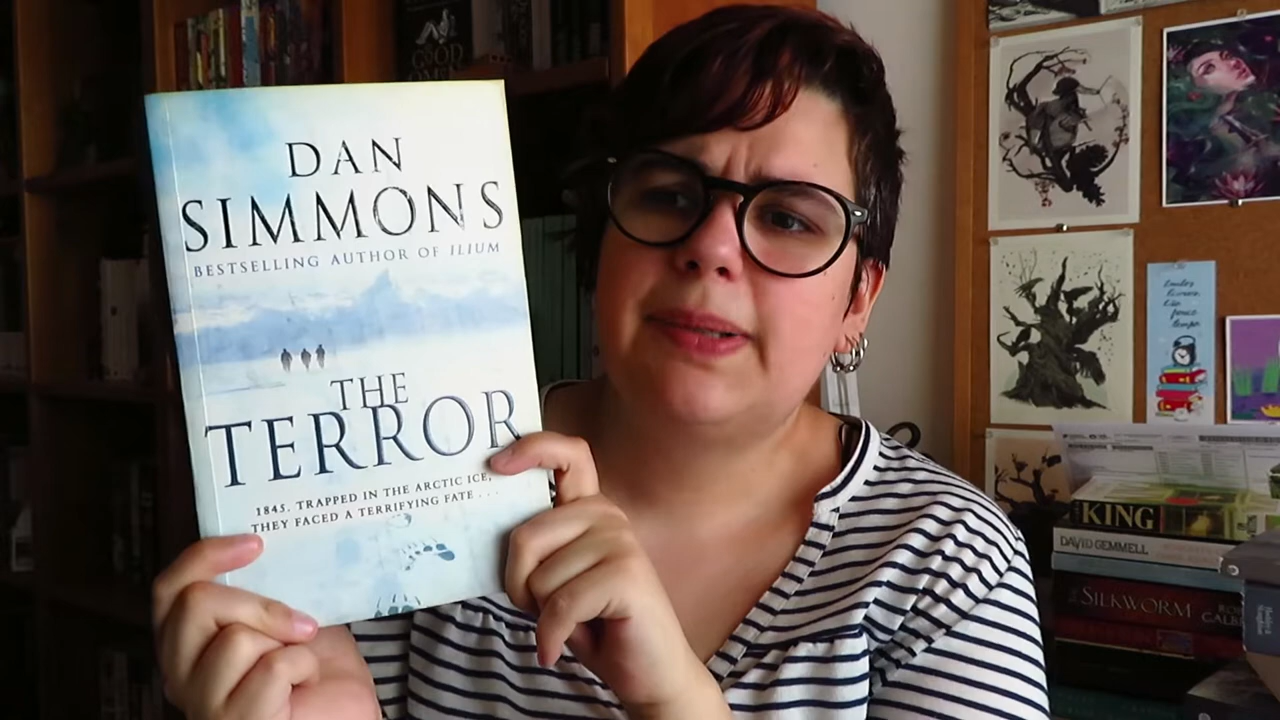 DAN
SIMMONS
BESTSELLING AUTHOR OF ILIUM
THE
TERROR
1845. TRAPPED IN THE ARCTIC ICE,
THEY FACED A TERRIFYING FATE . . .
GOOD
KING
DAVID GEMMELL
SILKWORM